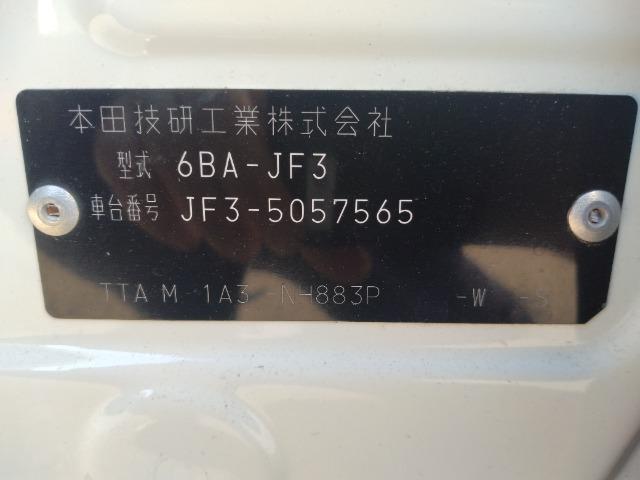 本田技研工業株式会社
型式 6BA-JF3
車台番号 JF3-5057565
TTA M 1A3 -NH883P -W -S